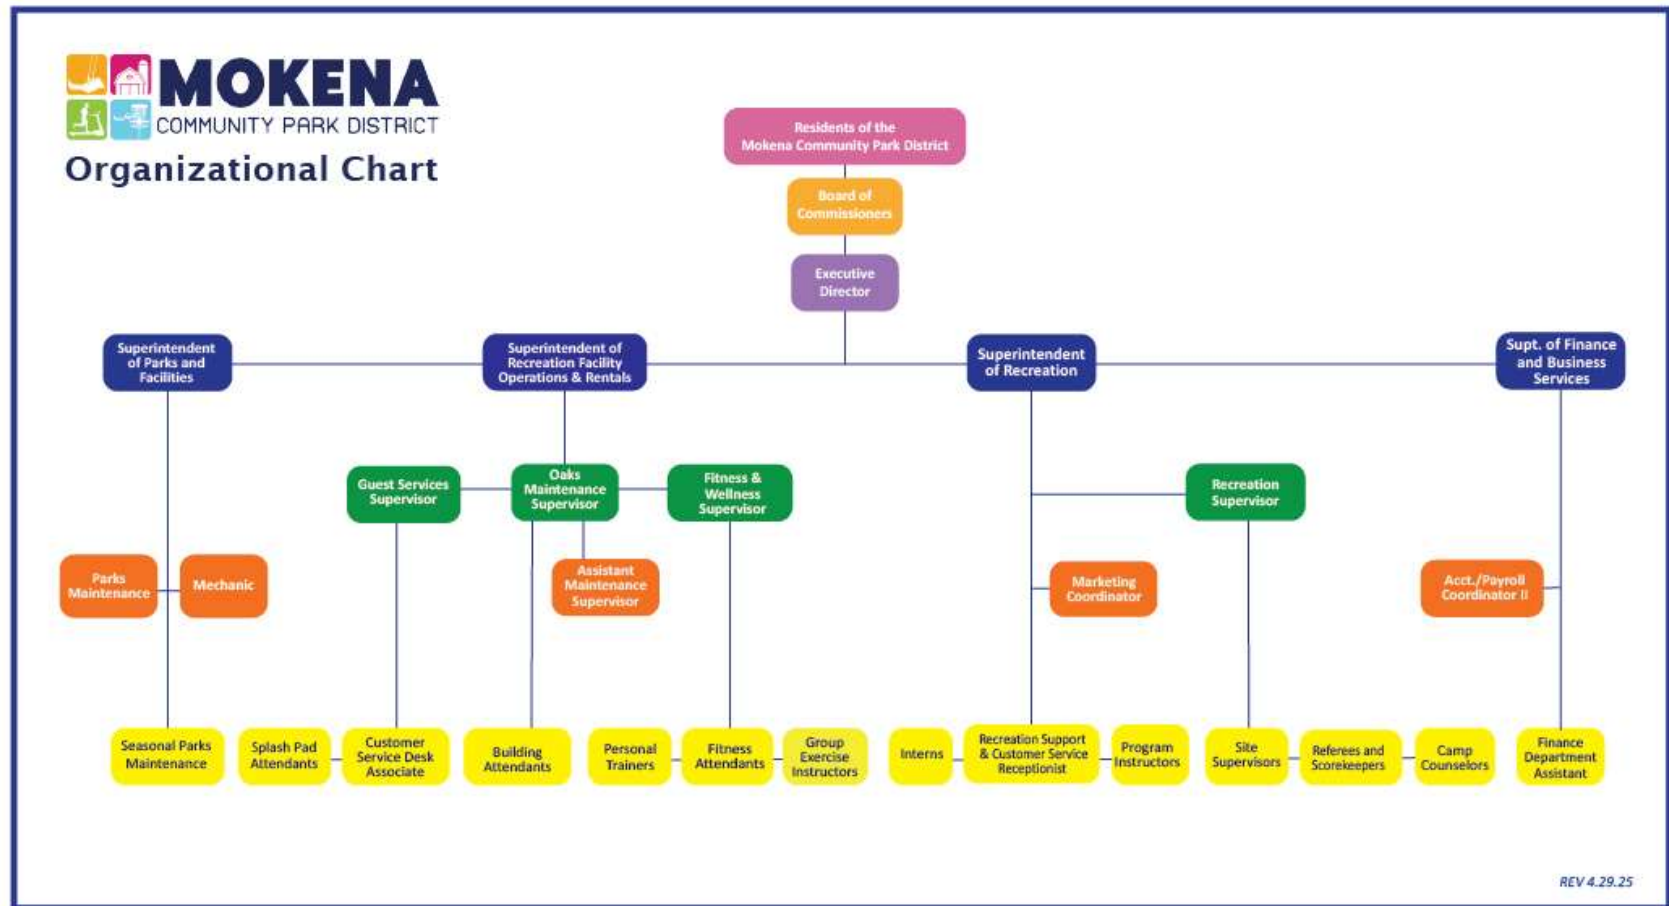 MOKENA
COMMUNITY PARK DISTRICT
Organizational Chart
Residents of the
Mokena Community Park District
Board of
Commissioners
Executive
Director
Superintendent
of Parks and
Facilities
Superintendent of
Recreation Facility
Operations & Rentals
Superintendent
of Recreation
Supt. of Finance
and Business
Services
Guest Services
Supervisor
Oaks
Maintenance
Supervisor
Fitness &
Wellness
Supervisor
Recreation
Supervisor
Parks
Maintenance
Mechanic
Assistant
Maintenance
Supervisor
Marketing
Coordinator
Acct./Payroll
Coordinator II
Seasonal Parks
Maintenance
Splash Pad
Attendants
Customer
Service Desk
Associate
Building
Attendants
Personal
Trainers
Fitness
Attendants
Group
Exercise
Instructors
Interns
Recreation Support
& Customer Service
Receptionist
Program
Instructors
Site
Supervisors
Referees and
Scorekeepers
Camp
Counselors
Finance
Department
Assistant
REV 4.29.25